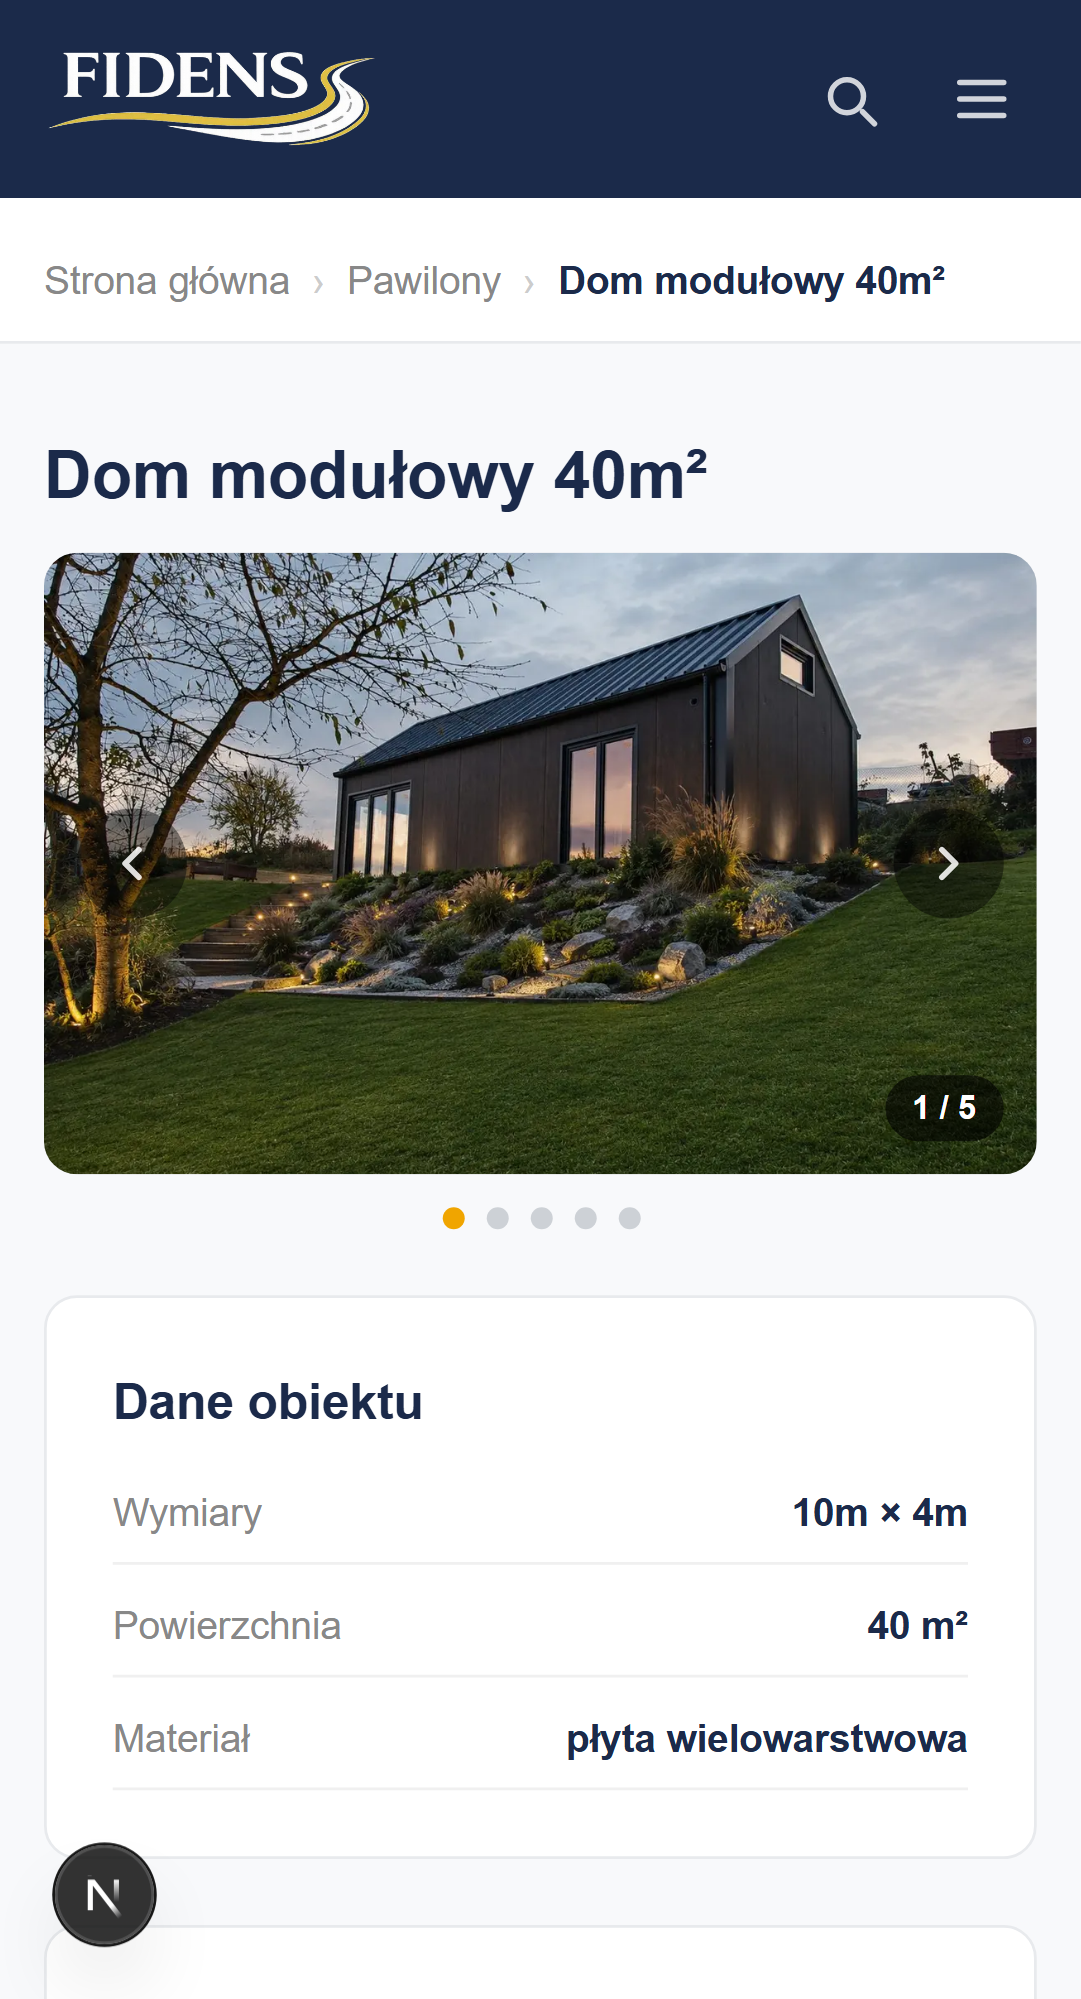 FIDENS
Strona główna › Pawilony › Dom modułowy 40m²
Dom modułowy 40m²
1 / 5
Dane obiektu
Wymiary 10m × 4m
Powierzchnia 40 m²
Materiał płyta wielowarstwowa
N